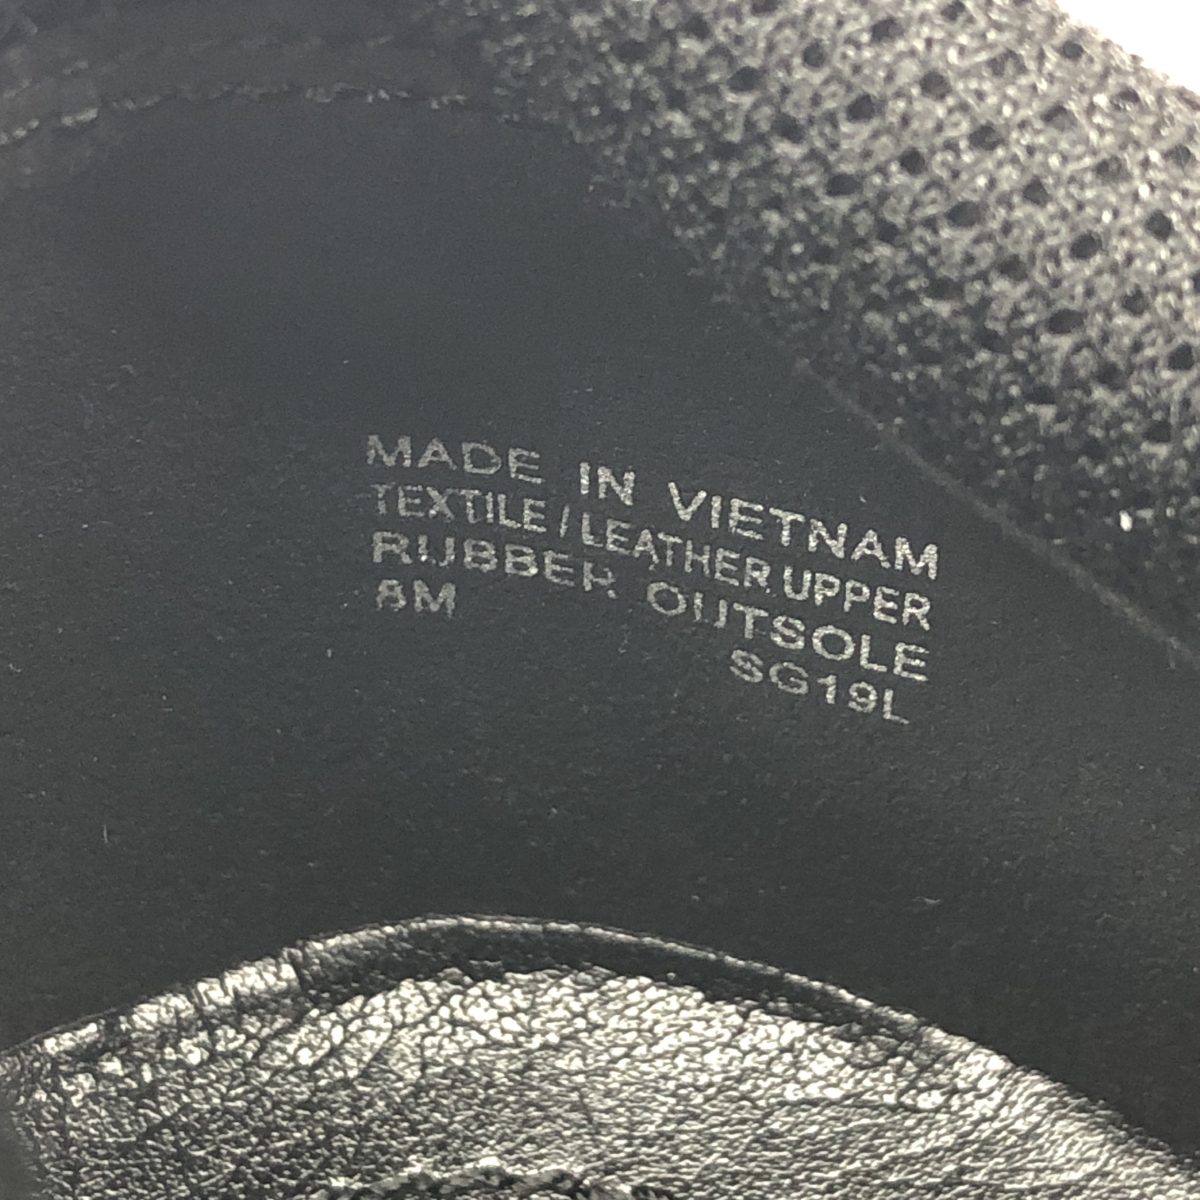 MADE IN VIETNAM
TEXTILE / LEATHER UPPER
RUBBER OUTSOLE
8M
SG19L